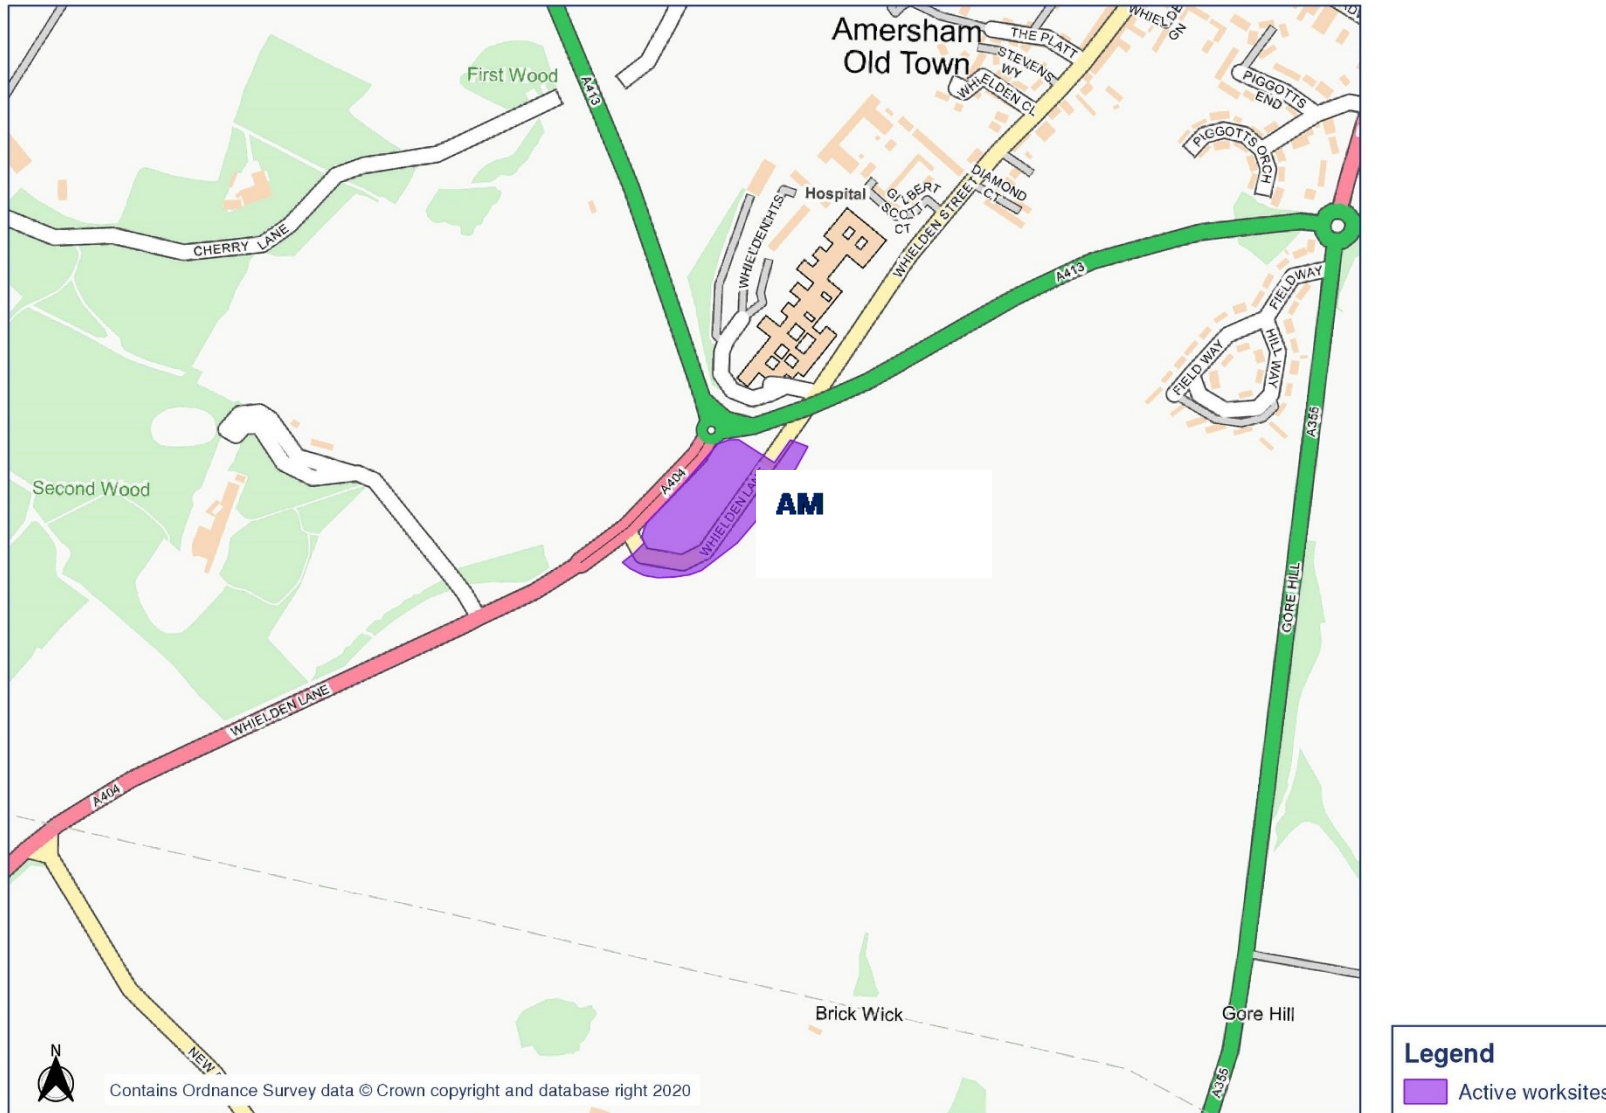 Amersham
Old Town
WHIELDEN
THE PLATT
STEVENS
WY
WHIELDEN CL
PIGGOTTS
END
PIGGOTTS ORCH
First Wood
A413
Hospital
GILBERT
SCOTT
CT
DIAMOND
CT
WHIELDEN STREET
WHIELDEN HTS
CHERRY LANE
A413
FIELDWAY
HILL WAY
FIELD WAY
A355
Second Wood
A404
WHIELDEN LANE
AM
GORE HILL
WHIELDEN LANE
A404
Brick Wick
Gore Hill
NEW
A355
N
Contains Ordnance Survey data © Crown copyright and database right 2020
Legend
Active worksites